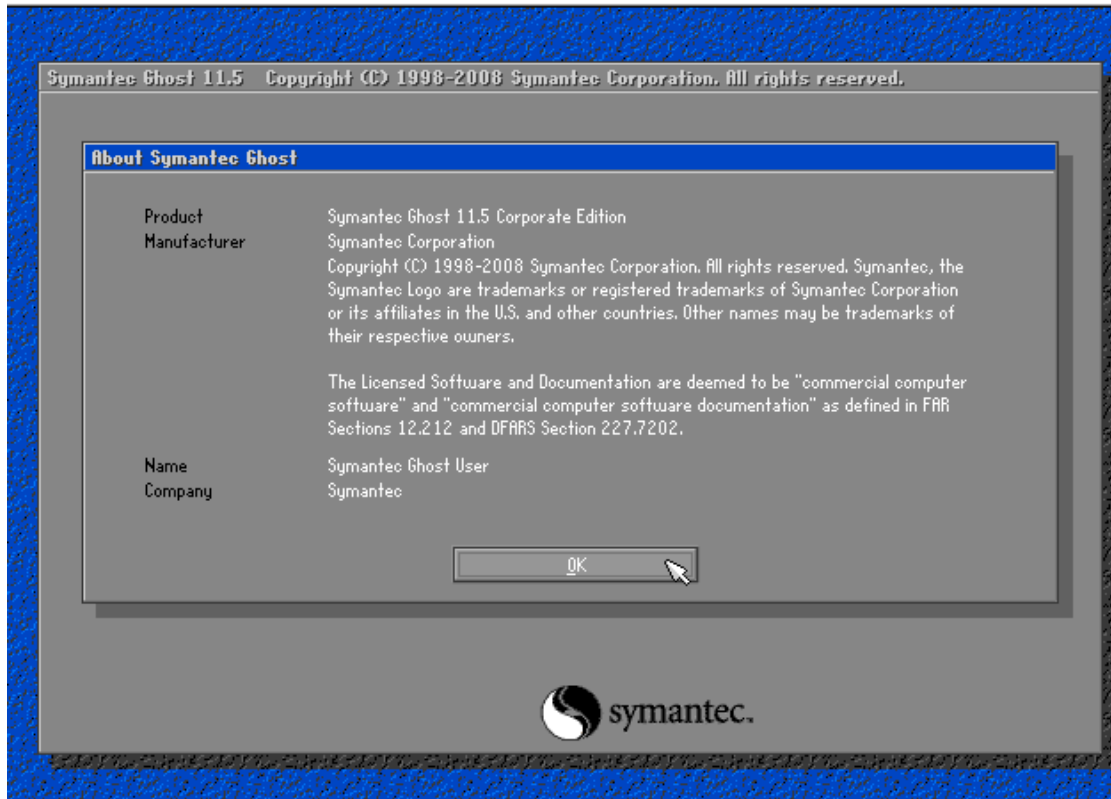 Symantec Ghost 11.5 Copyright (C) 1998-2008 Symantec Corporation. All rights reserved.
About Symantec Ghost
Product Symantec Ghost 11.5 Corporate Edition
Manufacturer Symantec Corporation
Copyright (C) 1998-2008 Symantec Corporation. All rights reserved. Symantec, the
Symantec Logo are trademarks or registered trademarks of Symantec Corporation
or its affiliates in the U.S. and other countries. Other names may be trademarks of
their respective owners.
The Licensed Software and Documentation are deemed to be "commercial computer
software" and "commercial computer software documentation" as defined in FAR
Sections 12.212 and DFARS Section 227.7202.
Name Symantec Ghost User
Company Symantec
OK
symantec.